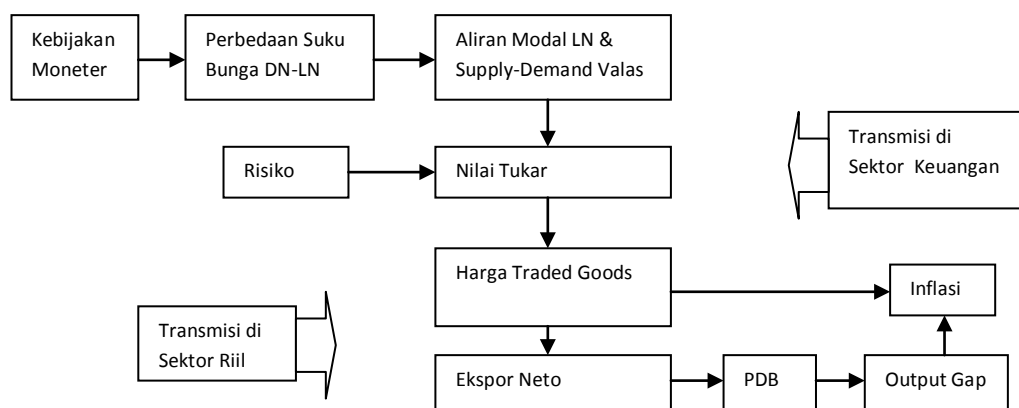 Kebijakan
Moneter
Perbedaan Suku
Bunga DN-LN
Aliran Modal LN &
Supply-Demand Valas
Transmisi di
Sektor Keuangan
Risiko
Nilai Tukar
Harga Traded Goods
Inflasi
Transmisi di
Sektor Riil
Ekspor Neto
PDB
Output Gap